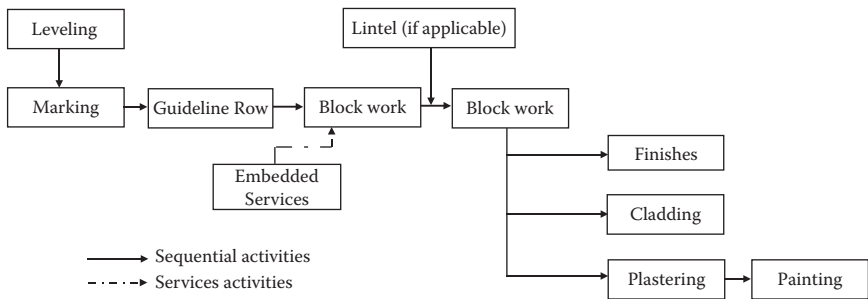 Leveling
Lintel (if applicable)
Marking
Guideline Row
Block work
Block work
Embedded
Services
Finishes
Cladding
Plastering
Painting
Sequential activities
Services activities